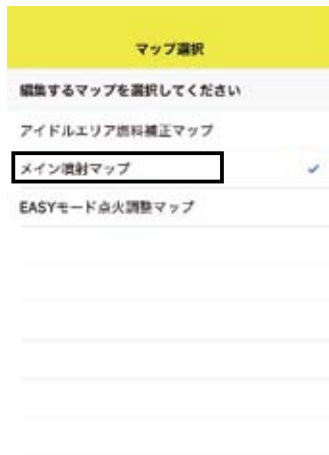 マップ選択
編集するマップを選択してください
アイドルエリア燃料補正マップ
メイン噴射マップ
EASYモード点火調整マップ